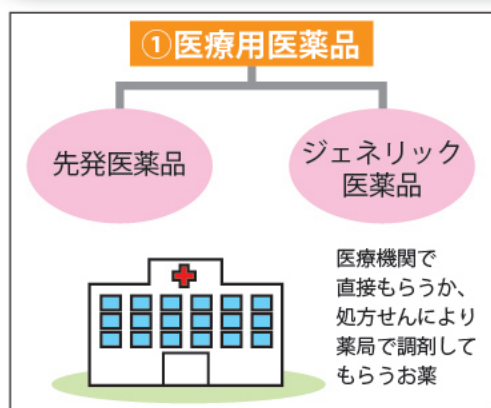 ①医療用医薬品
先発医薬品
ジェネリック
医薬品
医療機関で
直接もらうか、
処方せんにより
薬局で調剤して
もらうお薬